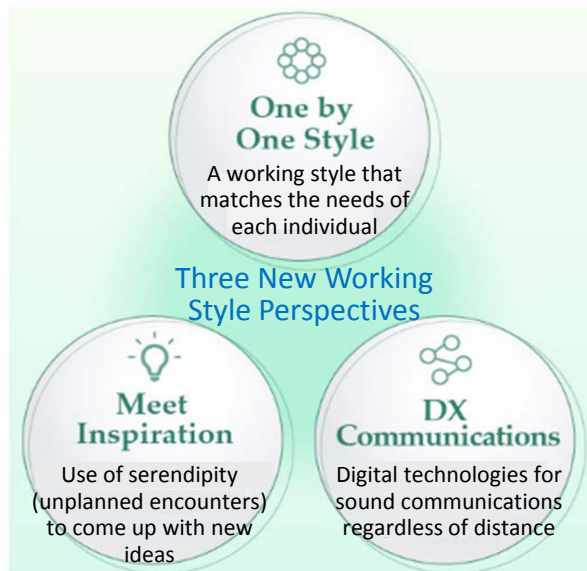 One by
One Style
A working style that
matches the needs of
each individual
Three New Working
Style Perspectives
Meet
Inspiration
Use of serendipity
(unplanned encounters)
to come up with new
ideas
DX
Communications
Digital technologies for
sound communications
regardless of distance